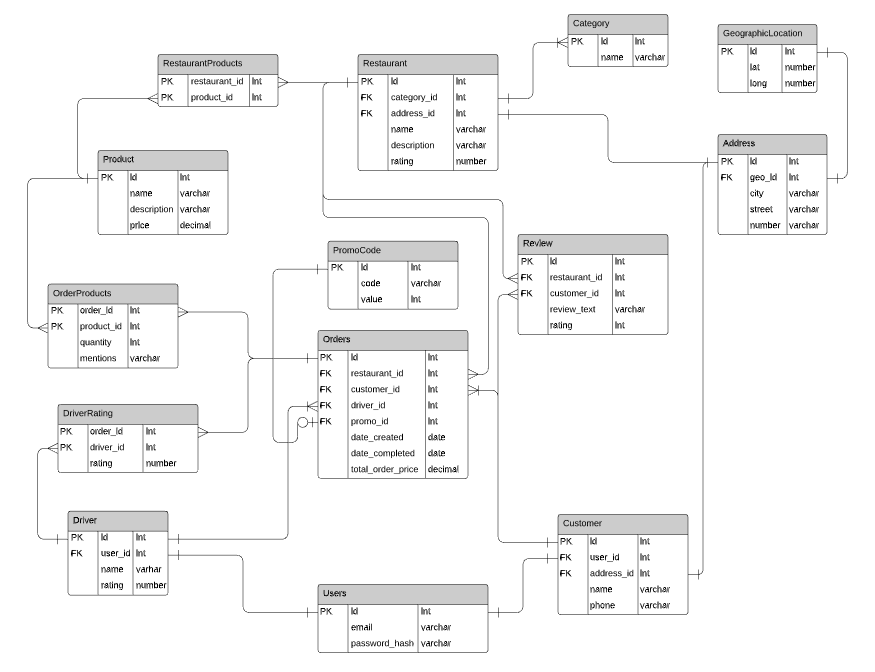 Category
PK Id Int
name varchar
GeographicLocation
PK Id Int
lat number
long number
RestaurantProducts
PK restaurant_id Int
PK product_id Int
Restaurant
PK Id Int
FK category_id Int
FK address_id Int
name varchar
description varchar
rating number
Address
PK Id Int
FK geo_Id Int
city varchar
street varchar
number varchar
Product
PK Id Int
name varchar
description varchar
price decimal
PromoCode
PK Id Int
code varchar
value Int
Review
PK Id Int
FK restaurant_id Int
FK customer_id Int
review_text varchar
rating Int
OrderProducts
PK order_Id Int
PK product_id Int
quantity Int
mentions varchar
Orders
PK Id Int
FK restaurant_id Int
FK customer_id Int
FK driver_id Int
FK promo_id Int
date_created date
date_completed date
total_order_price decimal
DriverRating
PK order_Id Int
PK driver_id Int
rating number
Driver
PK Id Int
FK user_id Int
name varhar
rating number
Customer
PK Id Int
FK user_id Int
FK address_id Int
name varchar
phone varchar
Users
PK Id Int
email varchar
password_hash varchar